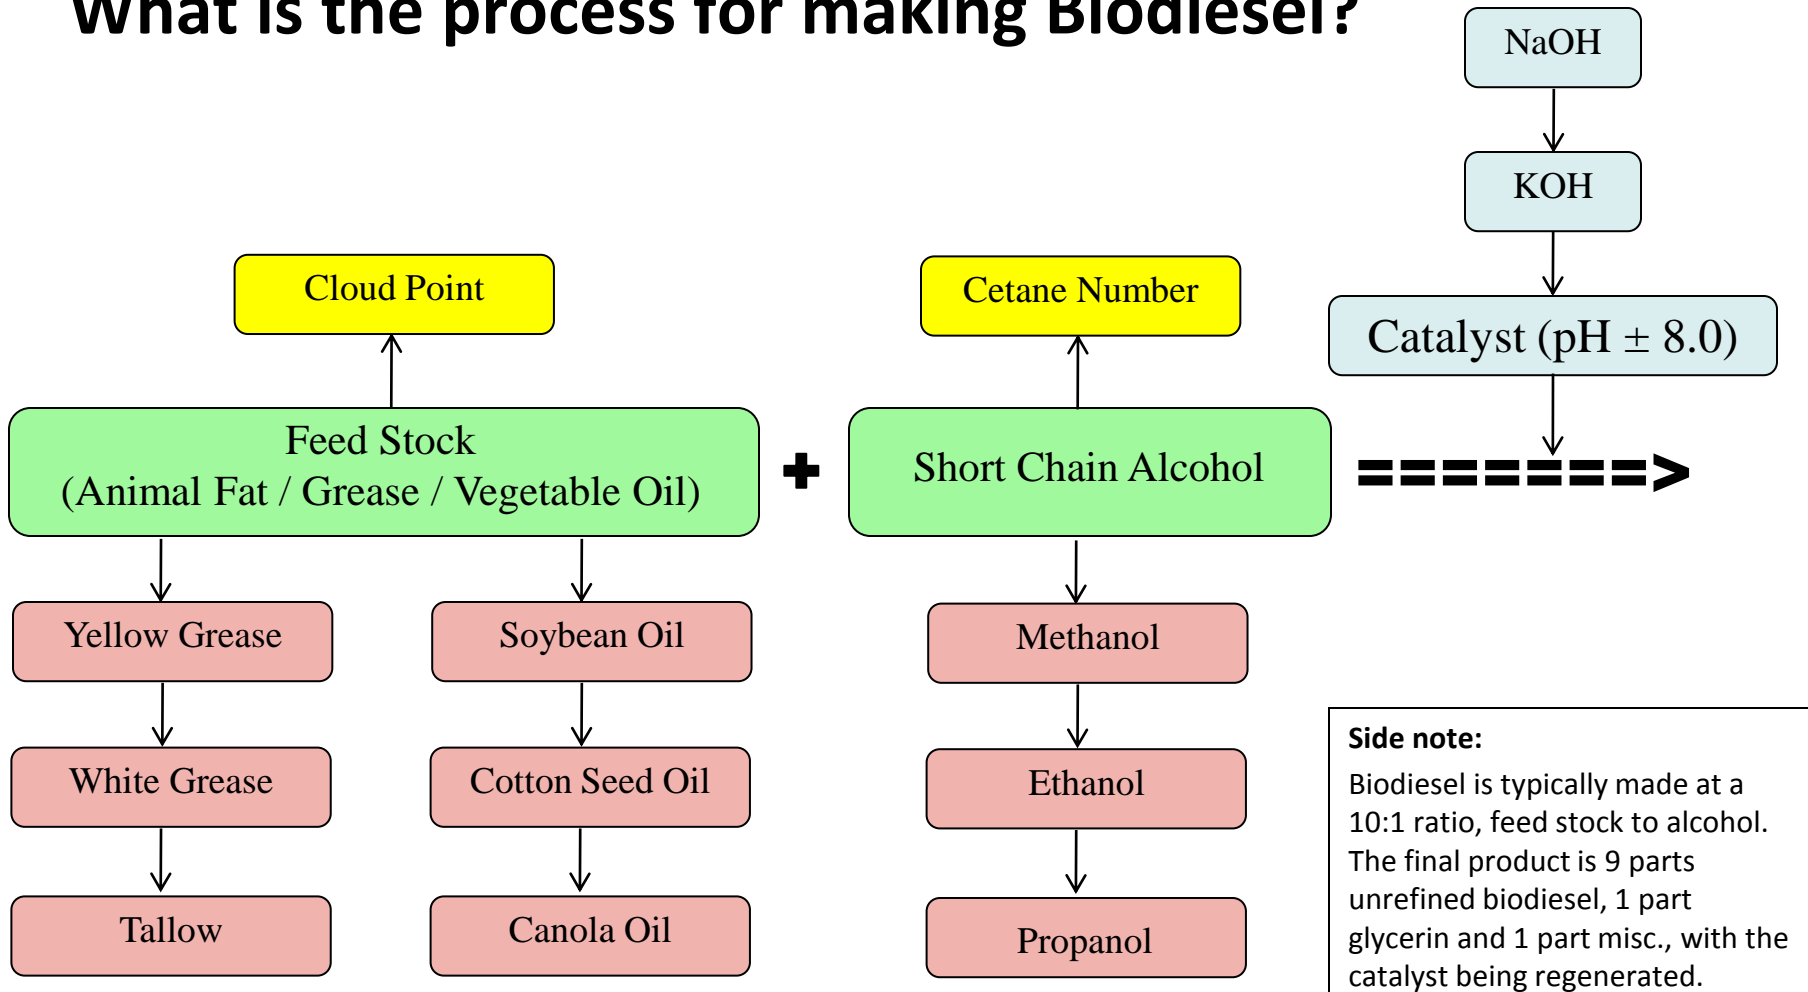 What is the process for making Biodiesel?
NaOH
KOH
Catalyst (pH ± 8.0)
Cloud Point
Cetane Number
Feed Stock
(Animal Fat / Grease / Vegetable Oil)
+
Short Chain Alcohol
=======>
Yellow Grease
White Grease
Tallow
Soybean Oil
Cotton Seed Oil
Canola Oil
Methanol
Ethanol
Propanol
Side note:
Biodiesel is typically made at a
10:1 ratio, feed stock to alcohol.
The final product is 9 parts
unrefined biodiesel, 1 part
glycerin and 1 part misc., with the
catalyst being regenerated.